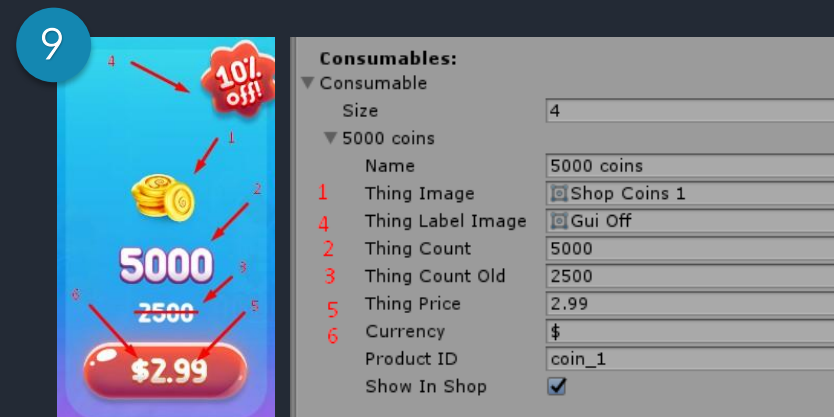 9
4
10%
off!
1
2
5000
3
2500
6
5
$2.99
Consumables:
Consumable
Size 4
5000 coins
Name 5000 coins
1 Thing Image Shop Coins 1
4 Thing Label Image Gui Off
2 Thing Count 5000
3 Thing Count Old 2500
5 Thing Price 2.99
6 Currency $
Product ID coin_1
Show In Shop